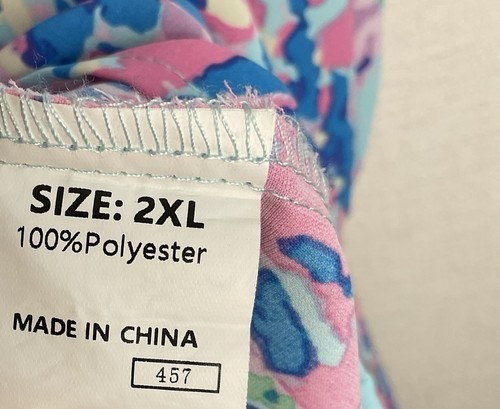 SIZE: 2XL
100%Polyester
MADE IN CHINA
457